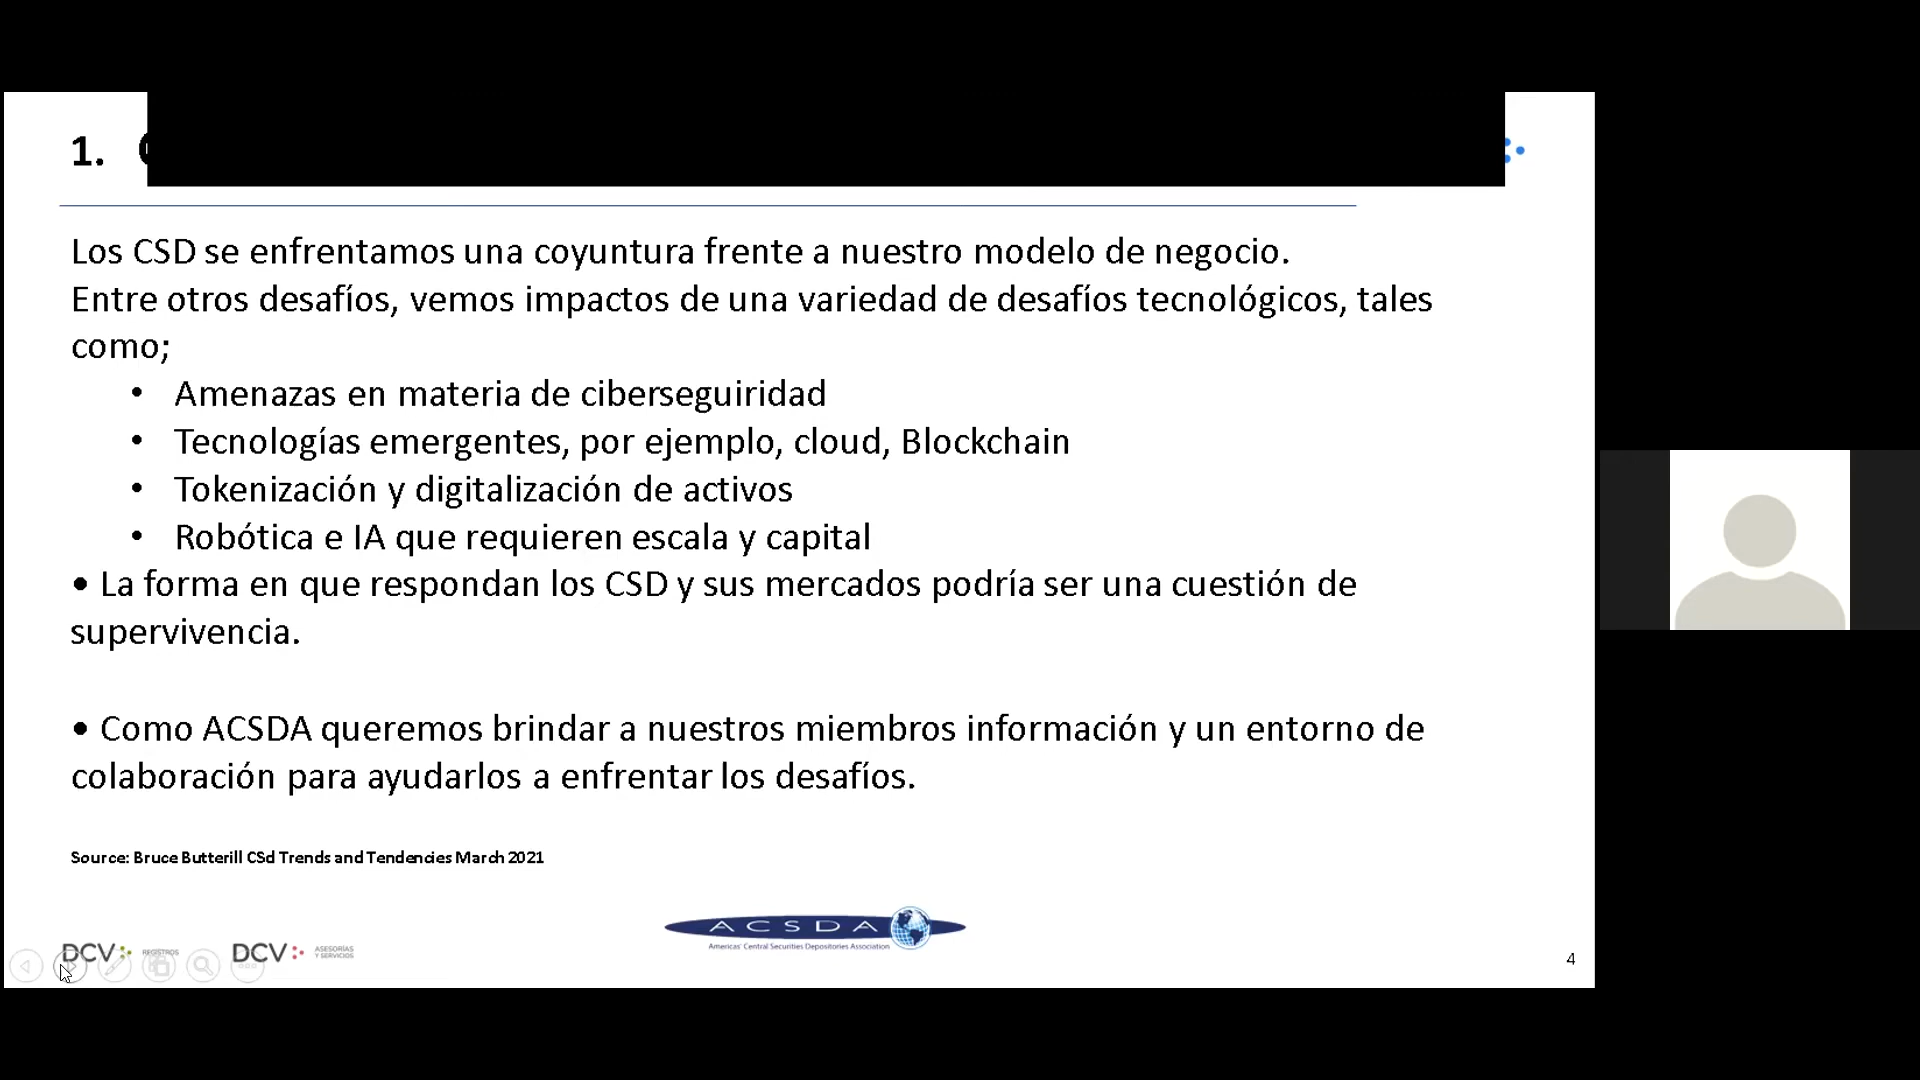 1.
Los CSD se enfrentamos una coyuntura frente a nuestro modelo de negocio.
Entre otros desafíos, vemos impactos de una variedad de desafíos tecnológicos, tales
como;
• Amenazas en materia de ciberseguiridad
• Tecnologías emergentes, por ejemplo, cloud, Blockchain
• Tokenización y digitalización de activos
• Robótica e IA que requieren escala y capital
• La forma en que respondan los CSD y sus mercados podría ser una cuestión de
supervivencia.
• Como ACSDA queremos brindar a nuestros miembros información y un entorno de
colaboración para ayudarlos a enfrentar los desafíos.
Source: Bruce Butterill CSd Trends and Tendencies March 2021
ACSDA
Americas' Central Securities Depositories Association
DCV REGISTROS
DCV ASESORÍAS
Y SERVICIOS
4